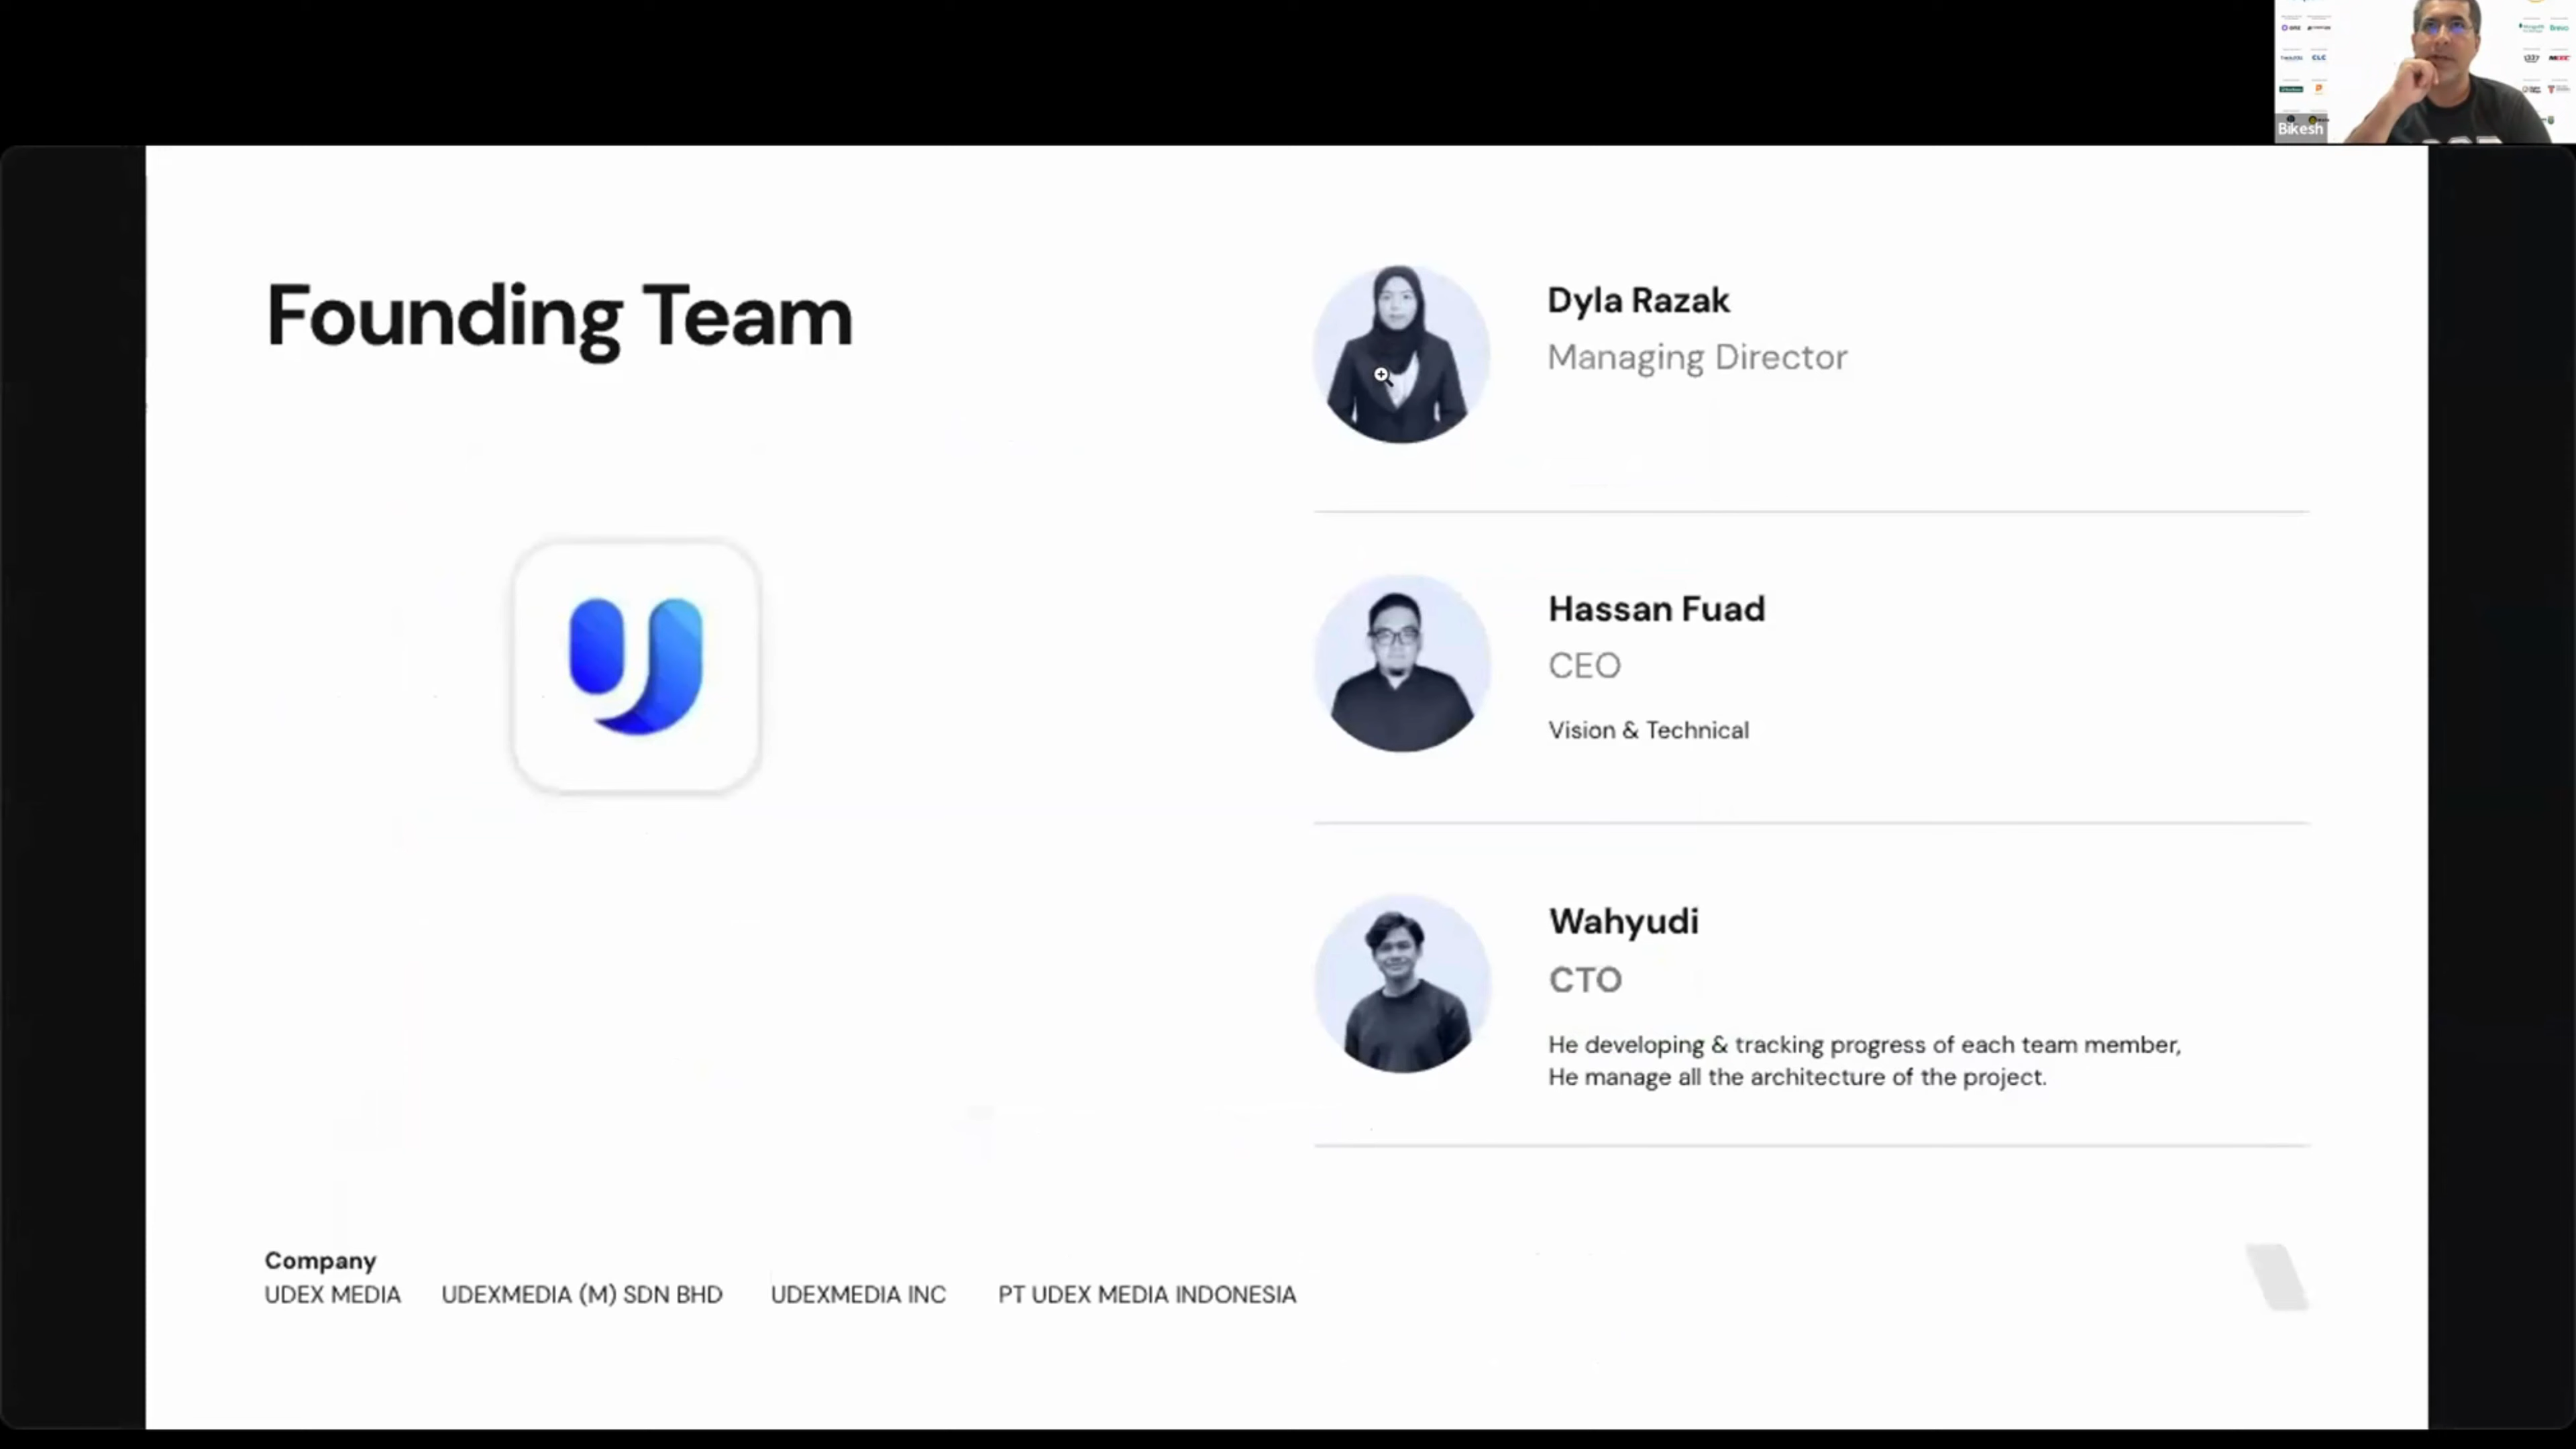 Bikesh
CLC
Founding Team
Dyla Razak
Managing Director
Hassan Fuad
CEO
Vision & Technical
Wahyudi
CTO
He developing & tracking progress of each team member,
He manage all the architecture of the project.
Company
UDEX MEDIA
UDEXMEDIA (M) SDN BHD
UDEXMEDIA INC
PT UDEX MEDIA INDONESIA